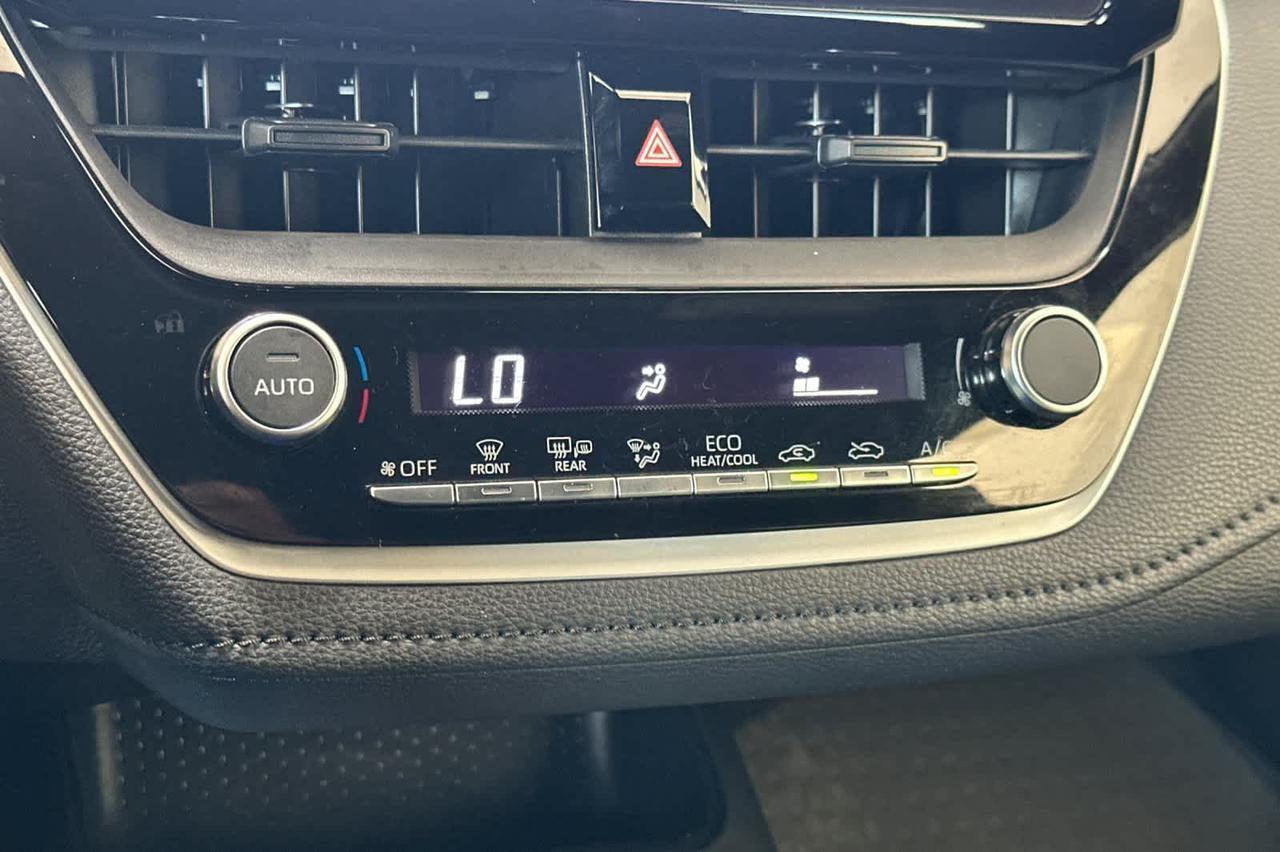 AUTO
LO
OFF
FRONT
REAR
ECO
HEAT/COOL
A/C